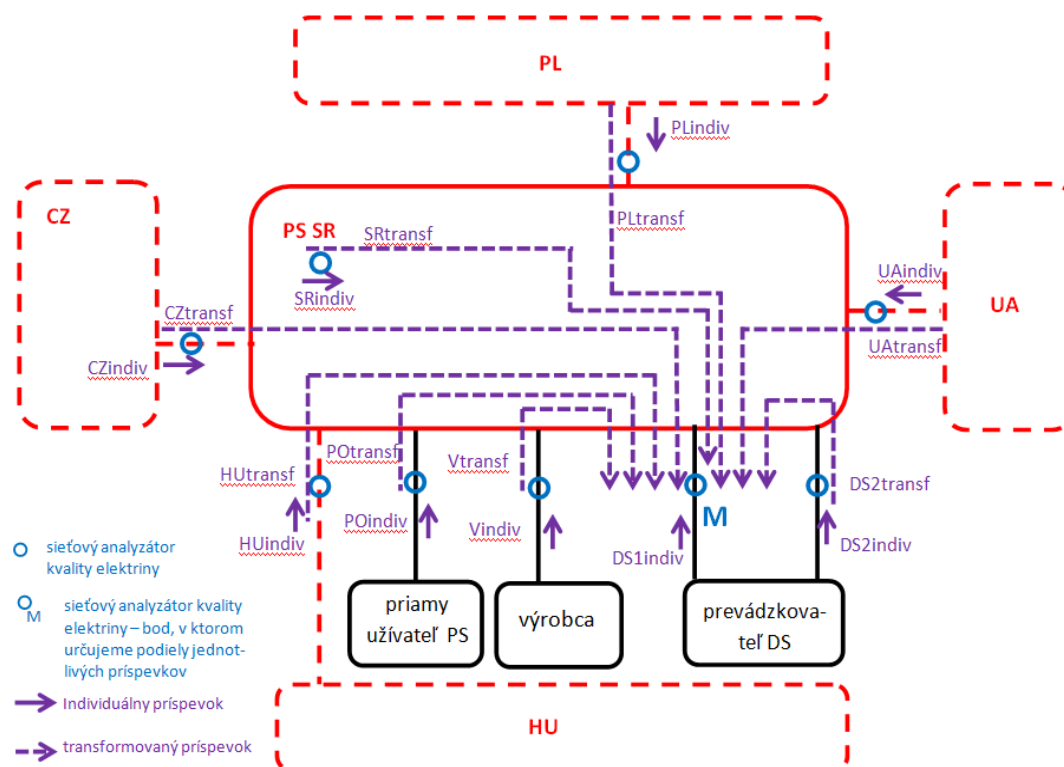 PL
PLindiv
CZ
PS SR
SRtransf
PLtransf
SRindiv
UAindiv
UA
CZtransf
UAtransf
CZindiv
POtransf
Vtransf
HUtransf
DS2transf
POindiv
Vindiv
M
HUindiv
DS1indiv
DS2indiv
sieťový analyzátor
kvality elektriny
M
sieťový analyzátor kvality
elektriny – bod, v ktorom
určujeme podiely jednot-
livých príspevkov
Individuálny príspevok
transformovaný príspevok
priamy
užívateľ PS
výrobca
prevádzkova-
teľ DS
HU